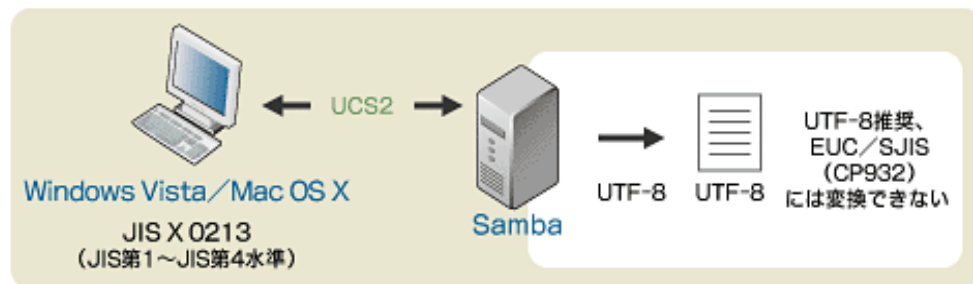 UCS2
Windows Vista／Mac OS X
JIS X 0213
（JIS第1～JIS第4水準）
Samba
UTF-8
UTF-8
UTF-8推奨、
EUC／SJIS
（CP932）
には変換できない